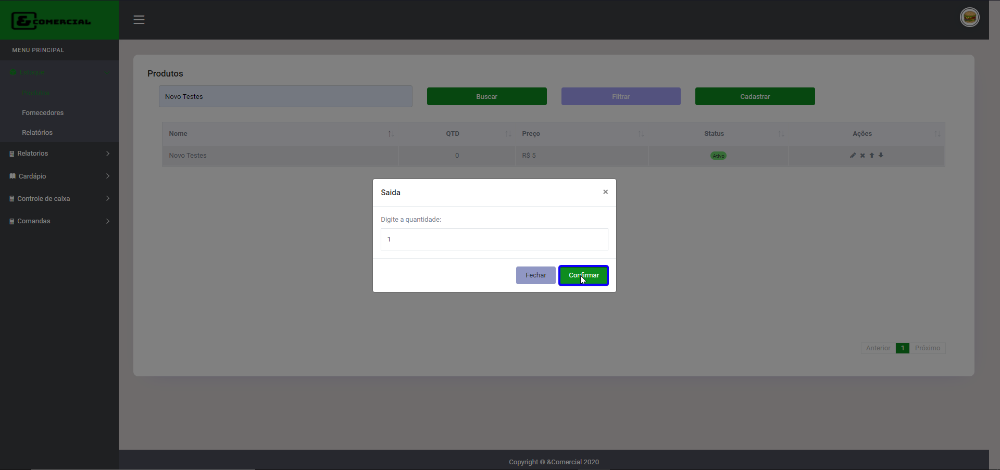 & COMERCIAL
MENU PRINCIPAL
Estoque
Produtos
Fornecedores
Relatórios
Relatorios
Cardápio
Controle de caixa
Comandas
Produtos
Novo Testes
Buscar
Filtrar
Cadastrar
Nome QTD Preço Status Ações
Novo Testes 0 R$ 5 Ativo
Saida ×
Digite a quantidade:
1
Fechar Confirmar
Anterior 1 Próximo
Copyright © &Comercial 2020